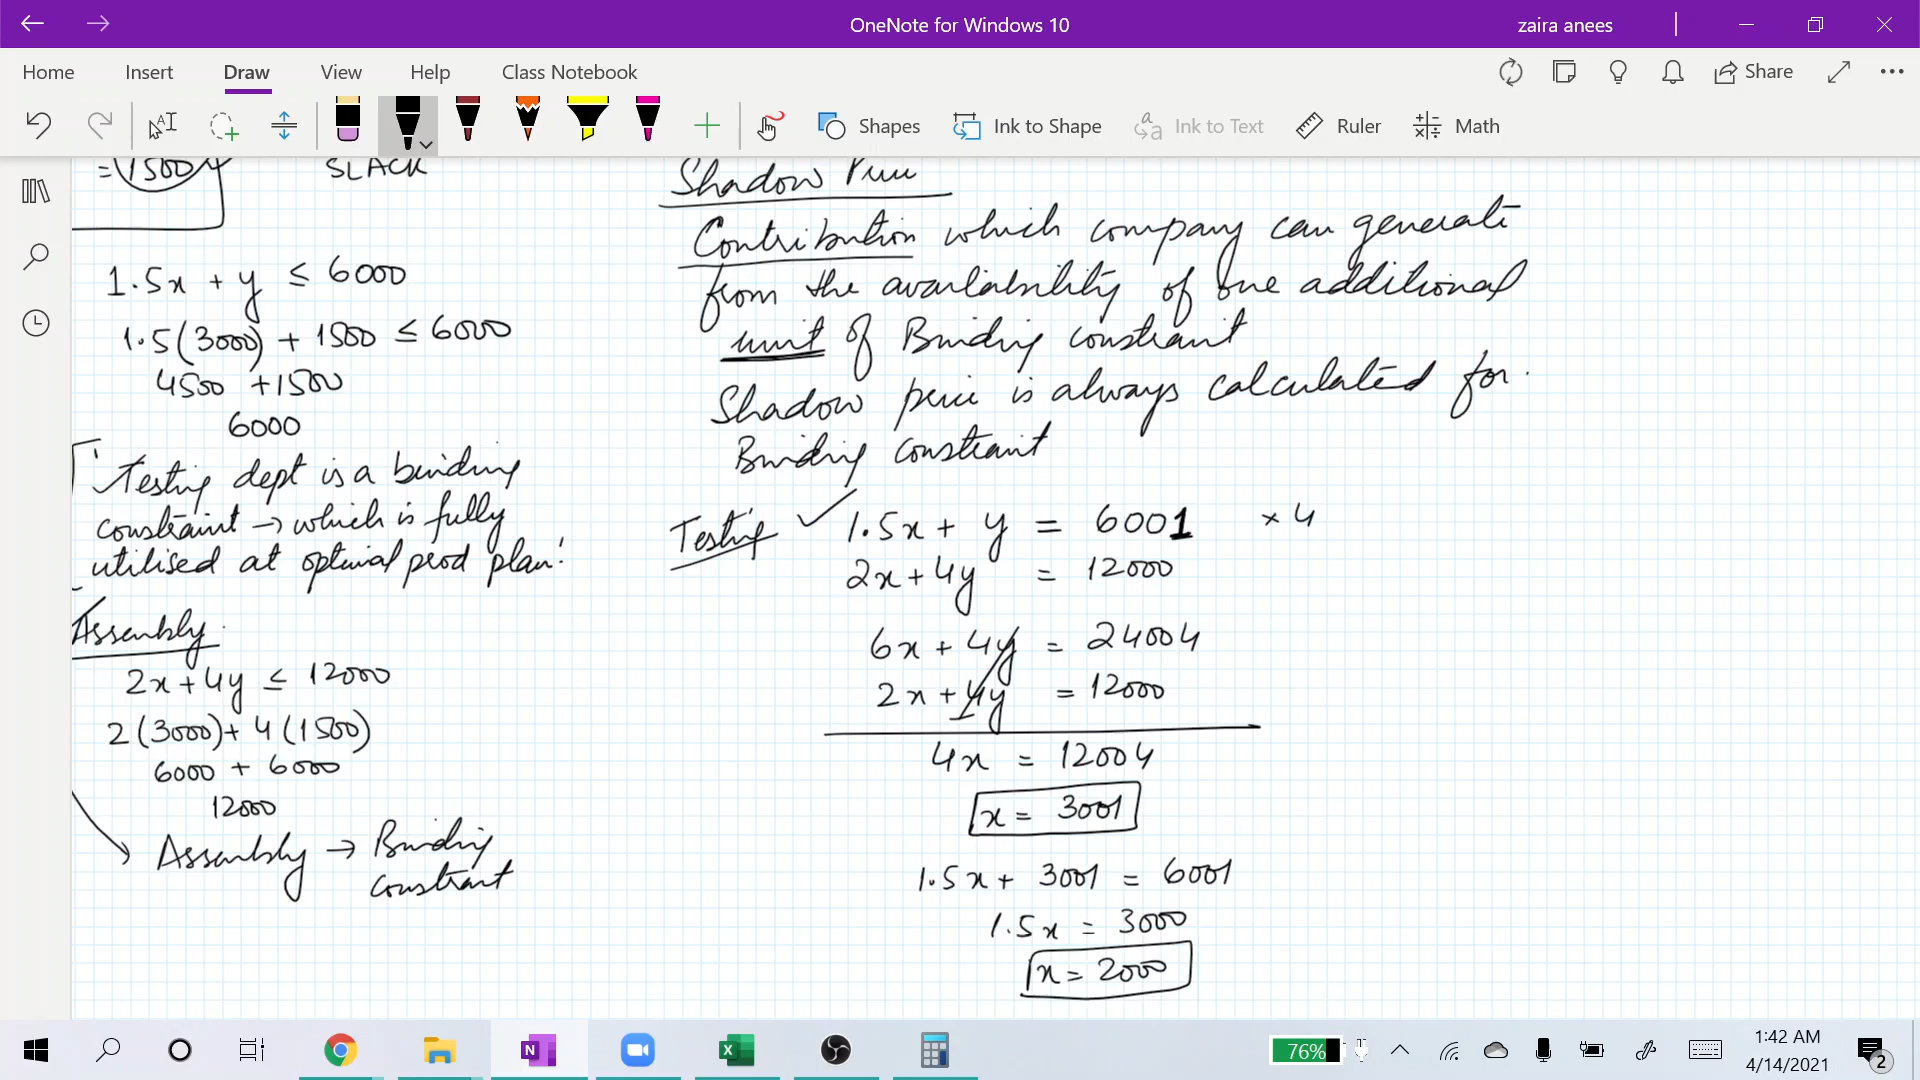 OneNote for Windows 10
zaira anees
Home Insert Draw View Help Class Notebook
Share
Shapes Ink to Shape Ink to Text Ruler Math
= 1500
SLACK
1.5x + y ≤ 6000
1.5(3000) + 1500 ≤ 6000
4500 + 1500
6000
Testing dept is a binding
constraint → which is fully
utilised at optimal prod plan.
Assembly
2x + 4y ≤ 12000
2(3000) + 4(1500)
6000 + 6000
12000
Assembly → Binding
constraint
Shadow Price
Contribution which company can generate
from the availability of one additional
unit of Binding constraint
Shadow price is always calculated for
Binding constraint
Testing ✓ 1.5x + y = 6001 × 4
2x + 4y = 12000
6x + 4y = 24004
2x + 4y = 12000
4x = 12004
x = 3001
1.5x + 3001 = 6001
1.5x = 3000
x = 2000
76%
1:42 AM
4/14/2021
2